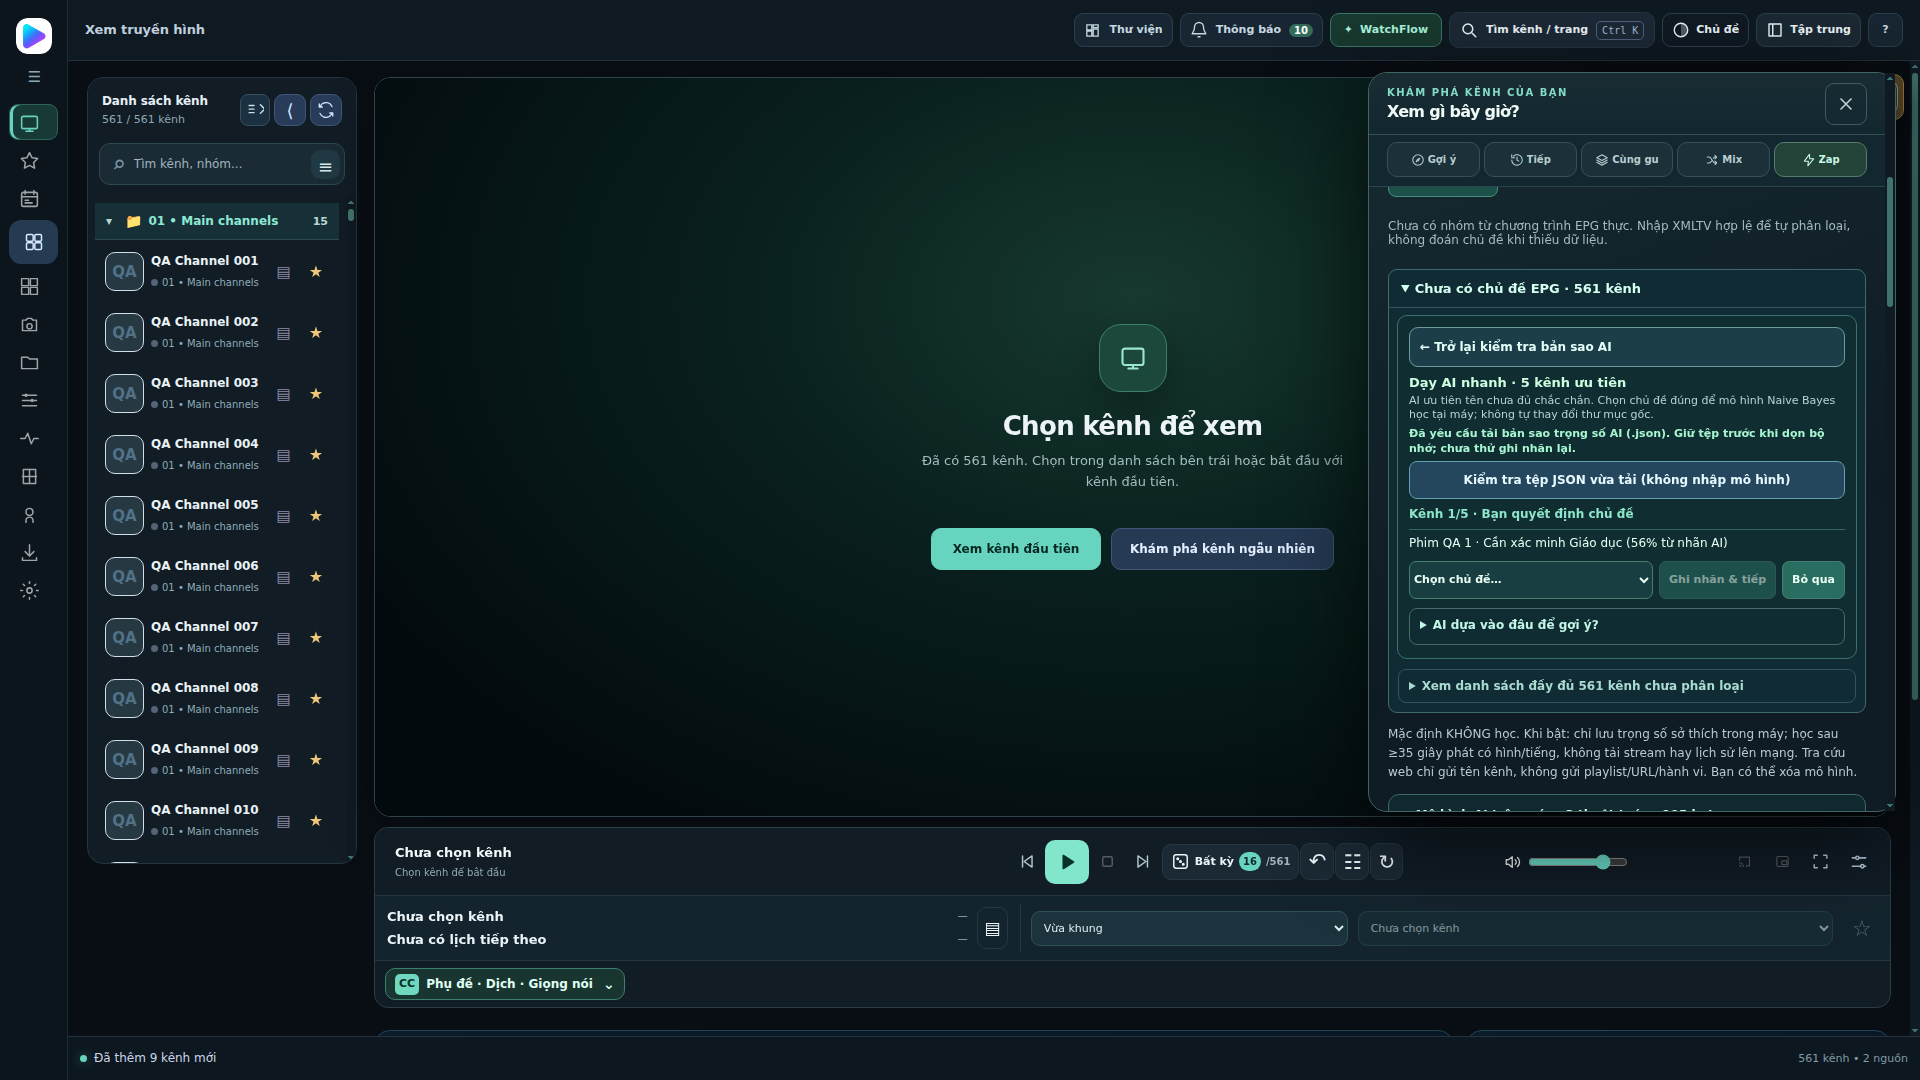 Xem truyền hình
Thư viện
Thông báo 10
✦ WatchFlow
Tìm kênh / trang Ctrl K
Chủ đề
Tập trung
?
Danh sách kênh
561 / 561 kênh
Tìm kênh, nhóm...
▾ 📁 01 • Main channels 15
QA QA Channel 001
01 • Main channels
QA QA Channel 002
01 • Main channels
QA QA Channel 003
01 • Main channels
QA QA Channel 004
01 • Main channels
QA QA Channel 005
01 • Main channels
QA QA Channel 006
01 • Main channels
QA QA Channel 007
01 • Main channels
QA QA Channel 008
01 • Main channels
QA QA Channel 009
01 • Main channels
QA QA Channel 010
01 • Main channels
Chọn kênh để xem
Đã có 561 kênh. Chọn trong danh sách bên trái hoặc bắt đầu với
kênh đầu tiên.
Xem kênh đầu tiên
Khám phá kênh ngẫu nhiên
KHÁM PHÁ KÊNH CỦA BẠN
Xem gì bây giờ?
Gợi ý
Tiếp
Cùng gu
Mix
Zap
Chưa có nhóm từ chương trình EPG thực. Nhập XMLTV hợp lệ để tự phân loại,
không đoán chủ đề khi thiếu dữ liệu.
▼ Chưa có chủ đề EPG · 561 kênh
← Trở lại kiểm tra bản sao AI
Dạy AI nhanh · 5 kênh ưu tiên
AI ưu tiên tên chưa đủ chắc chắn. Chọn chủ đề đúng để mô hình Naive Bayes
học tại máy; không tự thay đổi thư mục gốc.
Đã yêu cầu tải bản sao trọng số AI (.json). Giữ tệp trước khi dọn bộ
nhớ; chưa thử ghi nhãn lại.
Kiểm tra tệp JSON vừa tải (không nhập mô hình)
Kênh 1/5 · Bạn quyết định chủ đề
Phim QA 1 · Cần xác minh Giáo dục (56% từ nhãn AI)
Chọn chủ đề...
Ghi nhãn & tiếp
Bỏ qua
▶ AI dựa vào đâu để gợi ý?
▶ Xem danh sách đầy đủ 561 kênh chưa phân loại
Mặc định KHÔNG học. Khi bật: chỉ lưu trọng số sở thích trong máy; học sau
≥35 giây phát có hình/tiếng, không tải stream hay lịch sử lên mạng. Tra cứu
web chỉ gửi tên kênh, không gửi playlist/URL/hành vi. Bạn có thể xóa mô hình.
Chưa chọn kênh
Chọn kênh để bắt đầu
Bất kỳ 16 /561
Chưa chọn kênh —
Chưa có lịch tiếp theo —
Vừa khung
Chưa chọn kênh
CC Phụ đề · Dịch · Giọng nói
Đã thêm 9 kênh mới
561 kênh • 2 nguồn